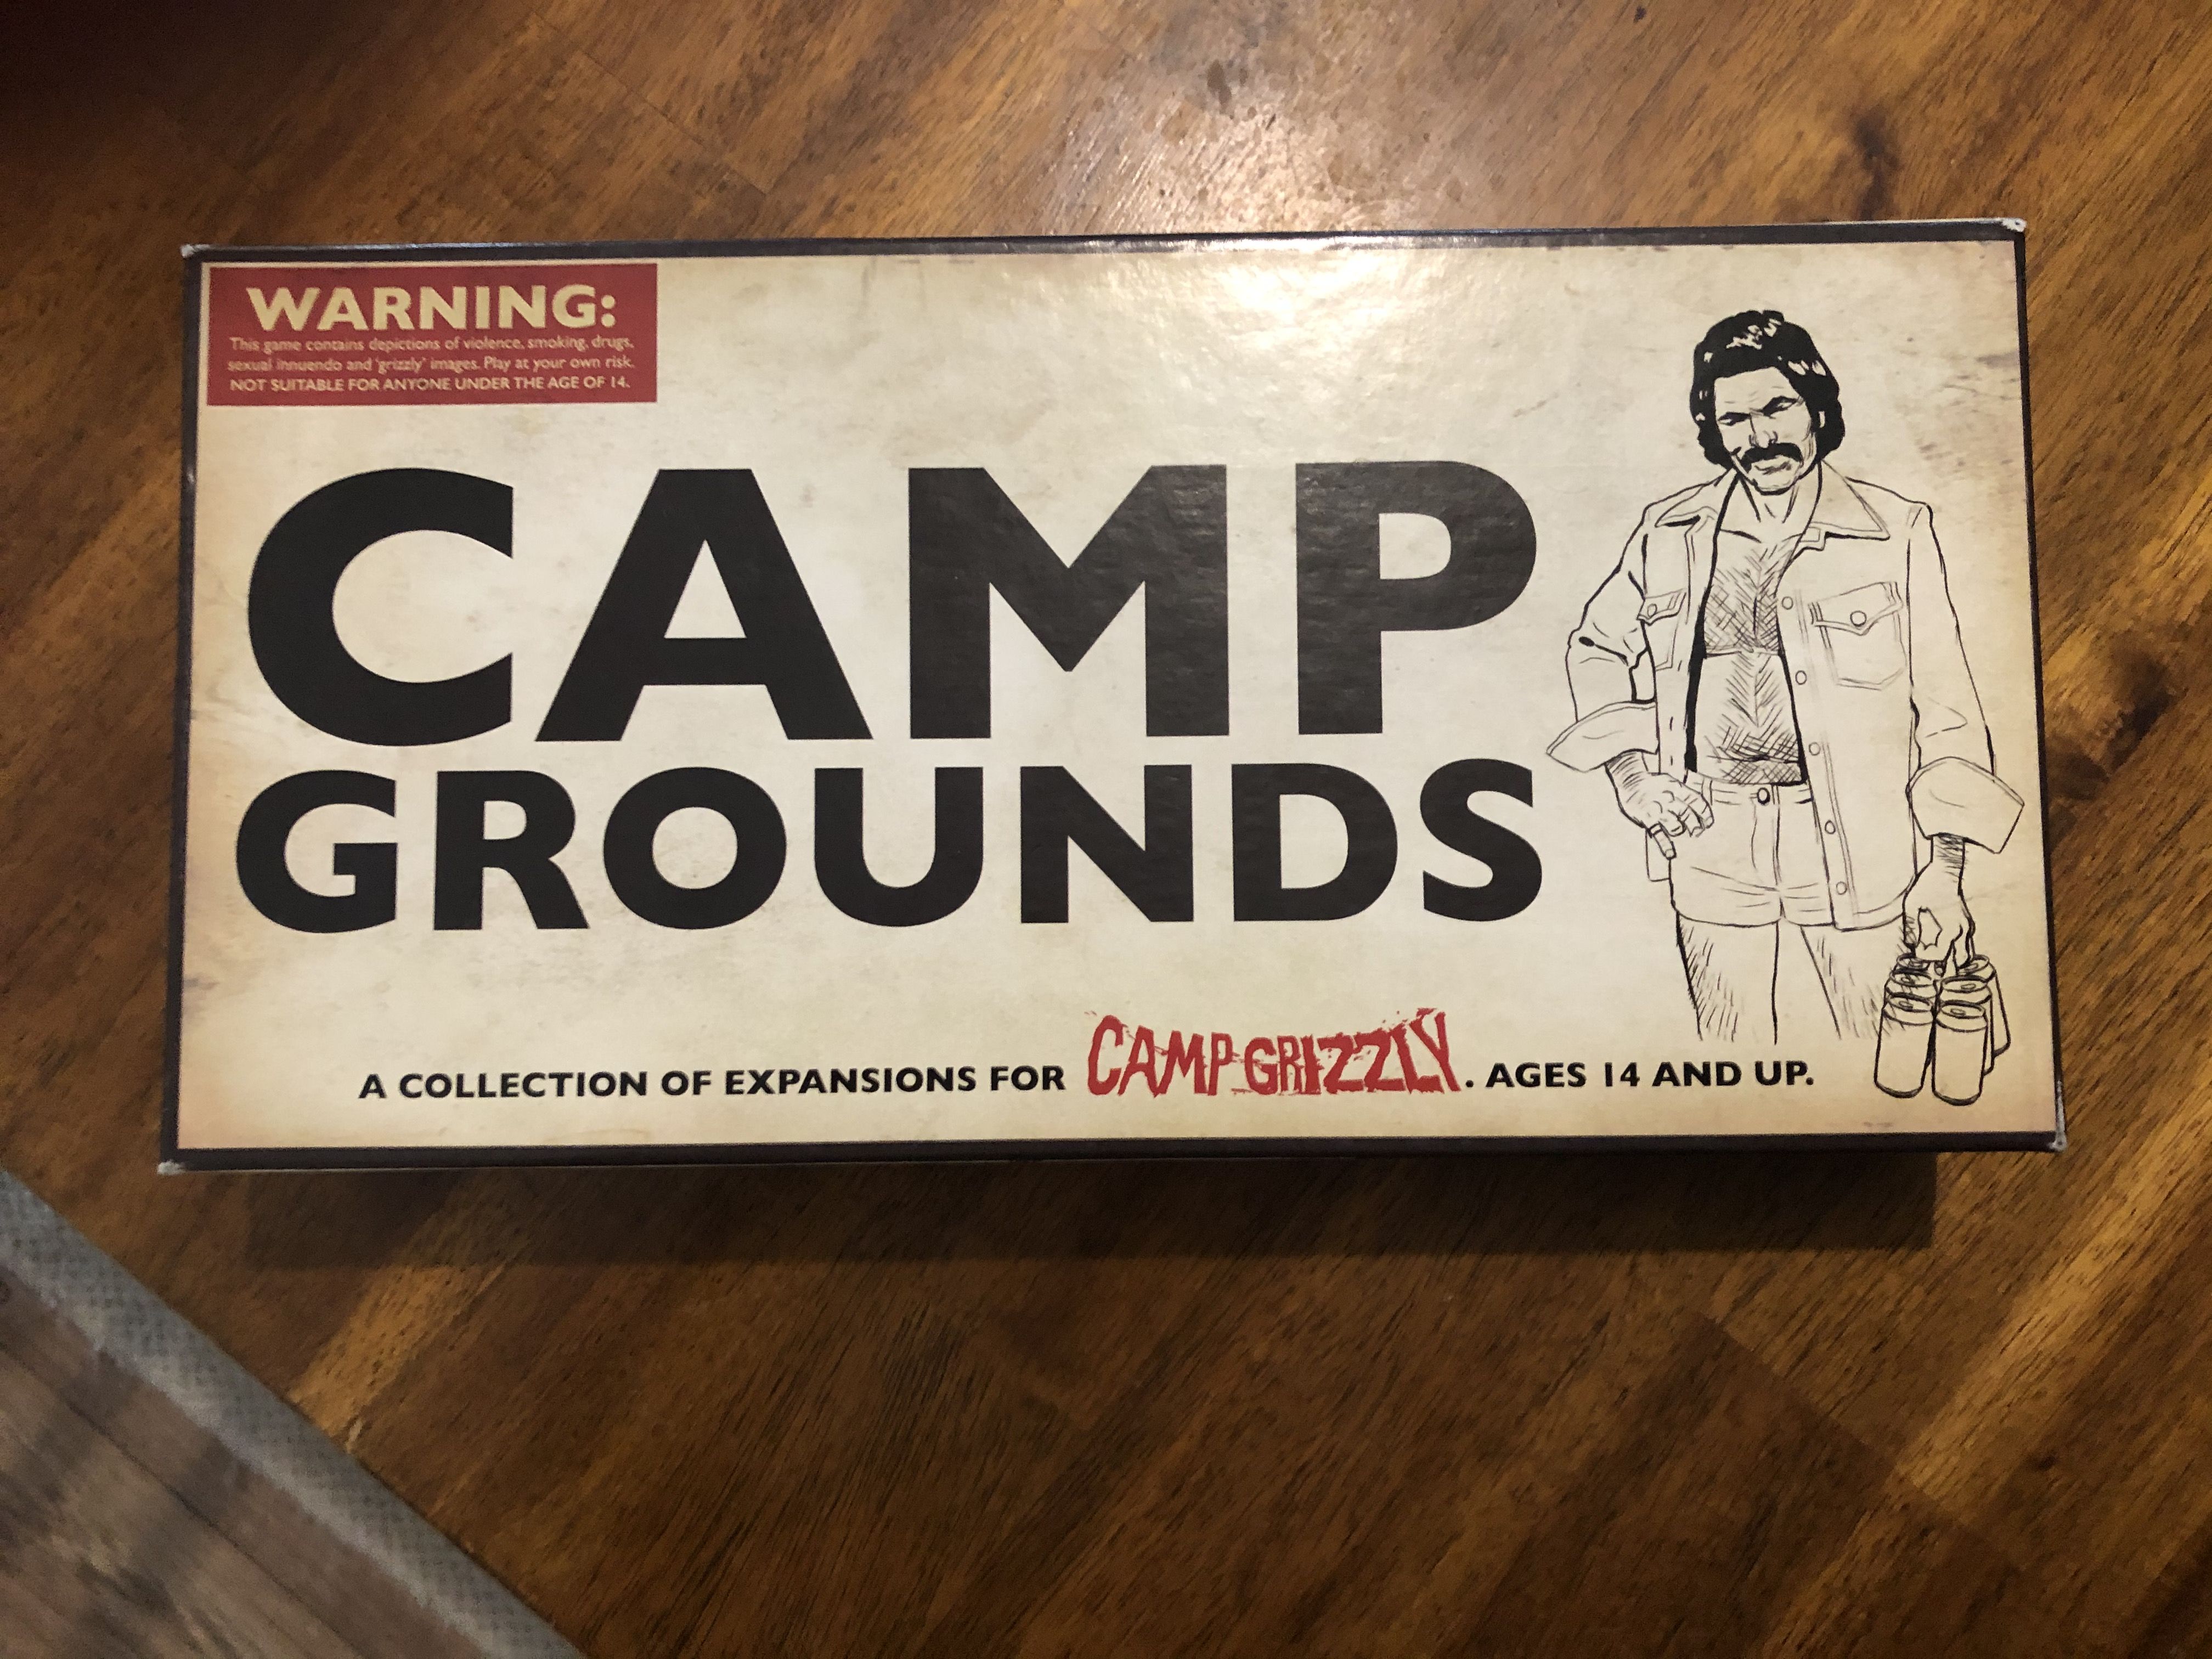 WARNING:
This game contains depictions of violence, smoking, drugs,
sexual innuendo and 'grizzly' images. Play at your own risk.
NOT SUITABLE FOR ANYONE UNDER THE AGE OF 14.
CAMP
GROUNDS
A COLLECTION OF EXPANSIONS FOR CAMP GRIZZLY. AGES 14 AND UP.